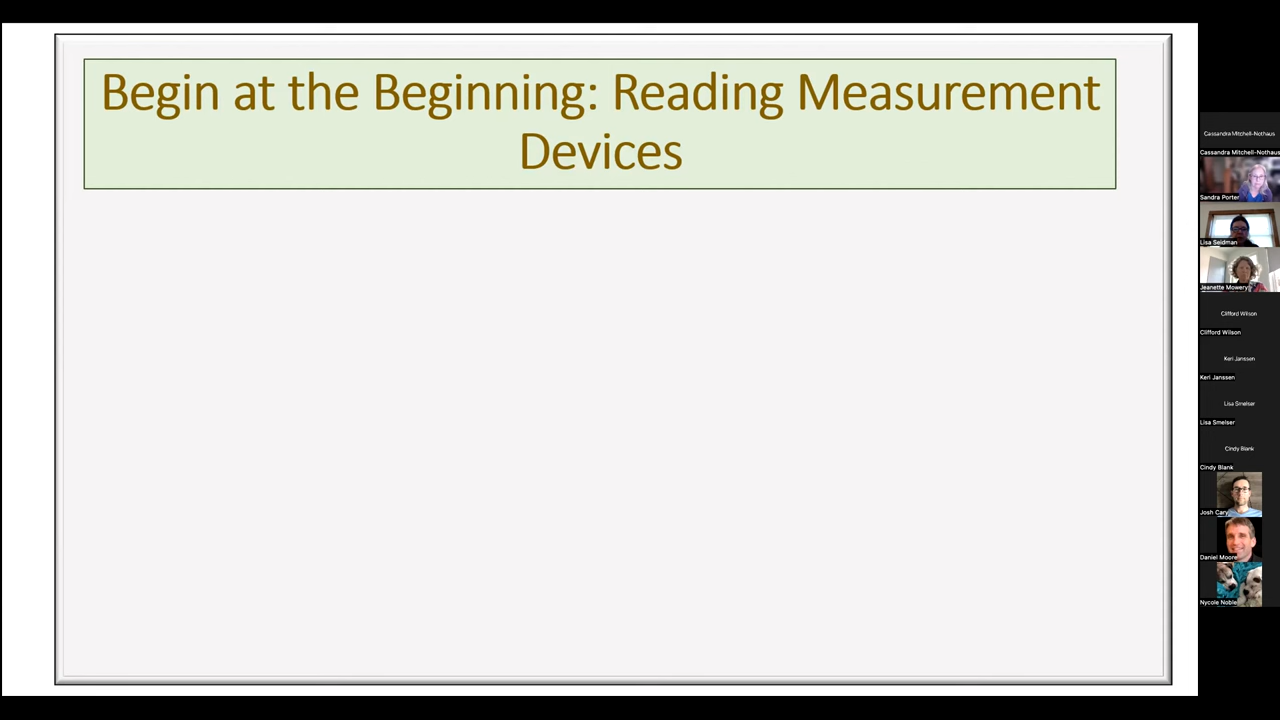 Begin at the Beginning: Reading Measurement
Devices
Cassandra Mitchell-Nothaus
Cassandra Mitchell-Nothaus
Sandra Porter
Lisa Seidman
Jeanette Mowery
Clifford Wilson
Clifford Wilson
Keri Janssen
Keri Janssen
Lisa Smelser
Lisa Smelser
Cindy Blank
Cindy Blank
Josh Cary
Daniel Moore
Nycole Noble